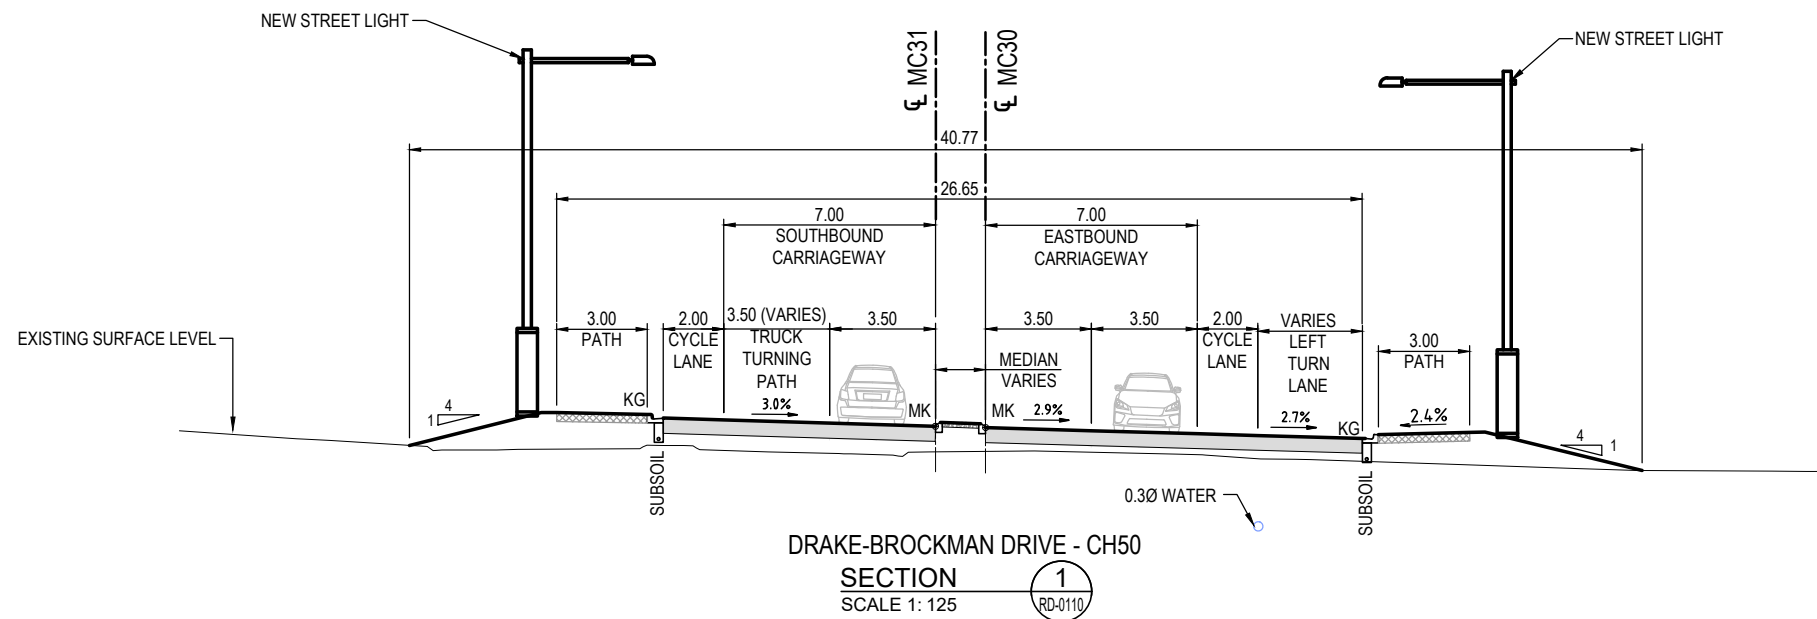 NEW STREET LIGHT
℄ MC31
℄ MC30
NEW STREET LIGHT
40.77
26.65
7.00
SOUTHBOUND
CARRIAGEWAY
7.00
EASTBOUND
CARRIAGEWAY
EXISTING SURFACE LEVEL
3.00
PATH
2.00
CYCLE
LANE
3.50 (VARIES)
TRUCK
TURNING
PATH
3.50
MEDIAN
VARIES
3.50
3.50
2.00
CYCLE
LANE
VARIES
LEFT
TURN
LANE
3.00
PATH
4
1
KG
3.0%
MK
MK
2.9%
2.7%
KG
2.4%
4
1
SUBSOIL
SUBSOIL
0.3Ø WATER
DRAKE-BROCKMAN DRIVE - CH50
SECTION
SCALE 1: 125
1
RD-0110